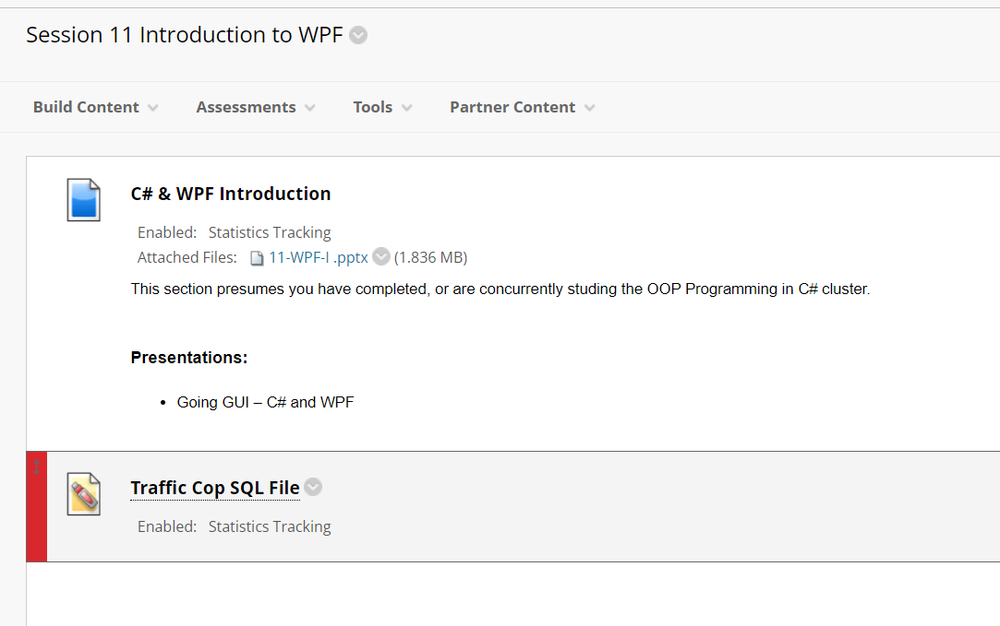 Session 11 Introduction to WPF
Build Content Assessments Tools Partner Content
C# & WPF Introduction
Enabled: Statistics Tracking
Attached Files: 11-WPF-I .pptx (1.836 MB)
This section presumes you have completed, or are concurrently studing the OOP Programming in C# cluster.
Presentations:
• Going GUI – C# and WPF
Traffic Cop SQL File
Enabled: Statistics Tracking